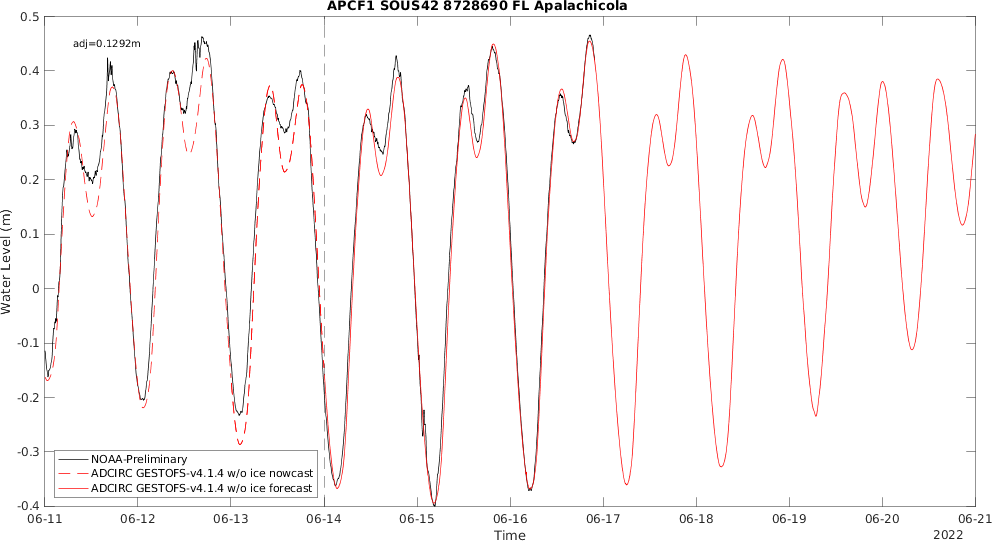 APCF1 SOUS42 8728690 FL Apalachicola
adj=0.1292m
0.5
0.4
0.3
0.2
0.1
0
-0.1
-0.2
-0.3
-0.4
Water Level (m)
NOAA-Preliminary
ADCIRC GESTOFS-v4.1.4 w/o ice nowcast
ADCIRC GESTOFS-v4.1.4 w/o ice forecast
06-11 06-12 06-13 06-14 06-15 06-16 06-17 06-18 06-19 06-20 06-21
Time
2022